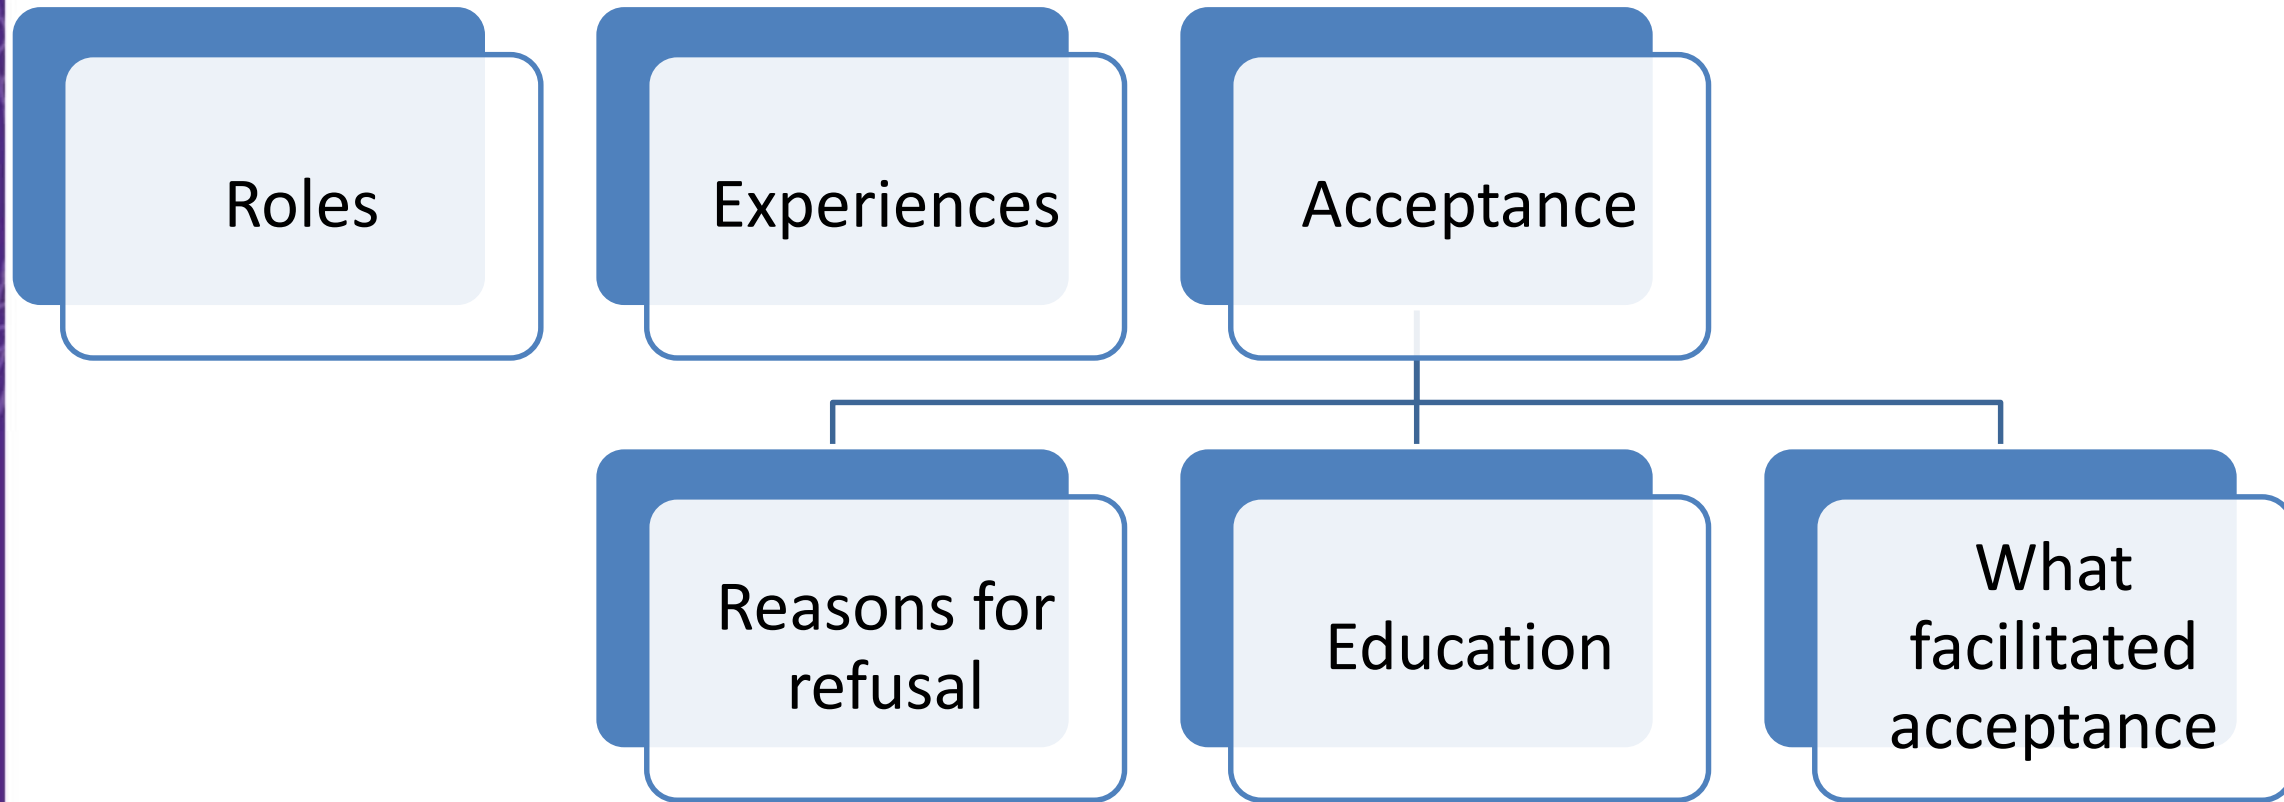 Roles
Experiences
Acceptance
Reasons for
refusal
Education
What
facilitated
acceptance